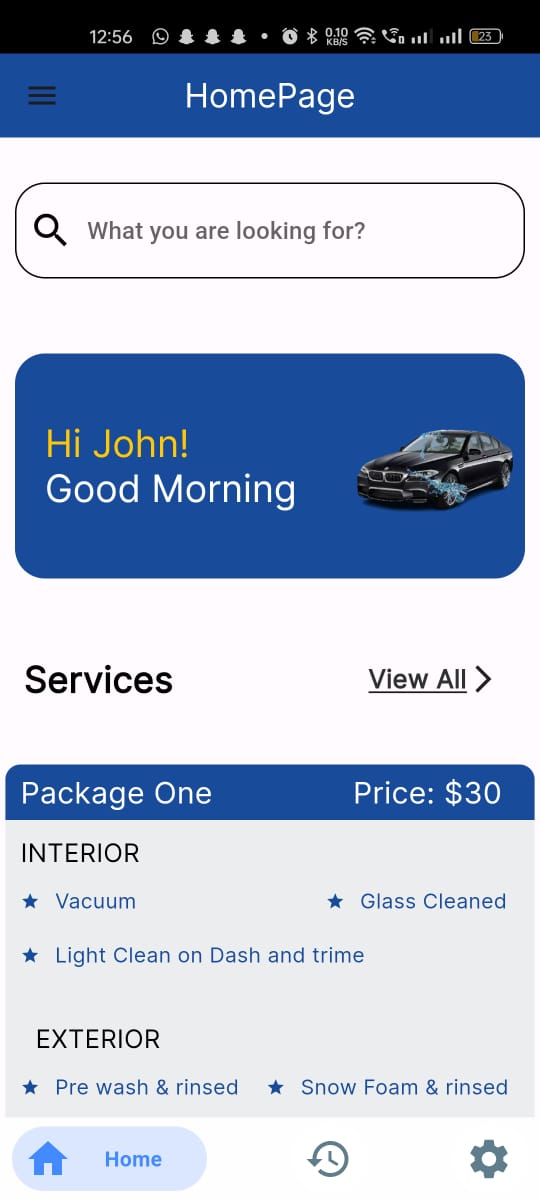 12:56 0.10 KB/S 23
HomePage
What you are looking for?
Hi John!
Good Morning
Services View All
Package One Price: $30
INTERIOR
Vacuum Glass Cleaned
Light Clean on Dash and trime
EXTERIOR
Pre wash & rinsed Snow Foam & rinsed
Home